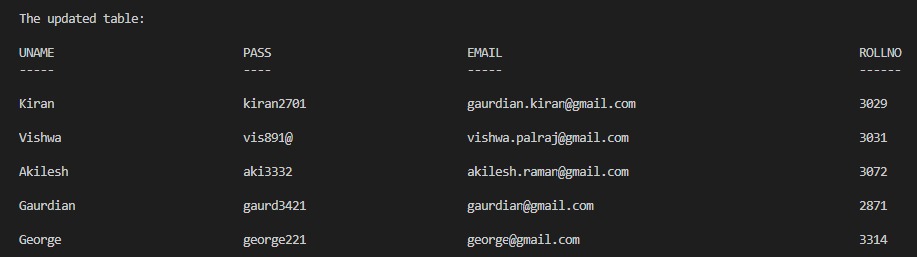 The updated table:
UNAME PASS EMAIL ROLLNO
----- ---- ----- ------
Kiran kiran2701 gaurdian.kiran@gmail.com 3029
Vishwa vis891@ vishwa.palraj@gmail.com 3031
Akilesh aki3332 akilesh.raman@gmail.com 3072
Gaurdian gaurd3421 gaurdian@gmail.com 2871
George george221 george@gmail.com 3314